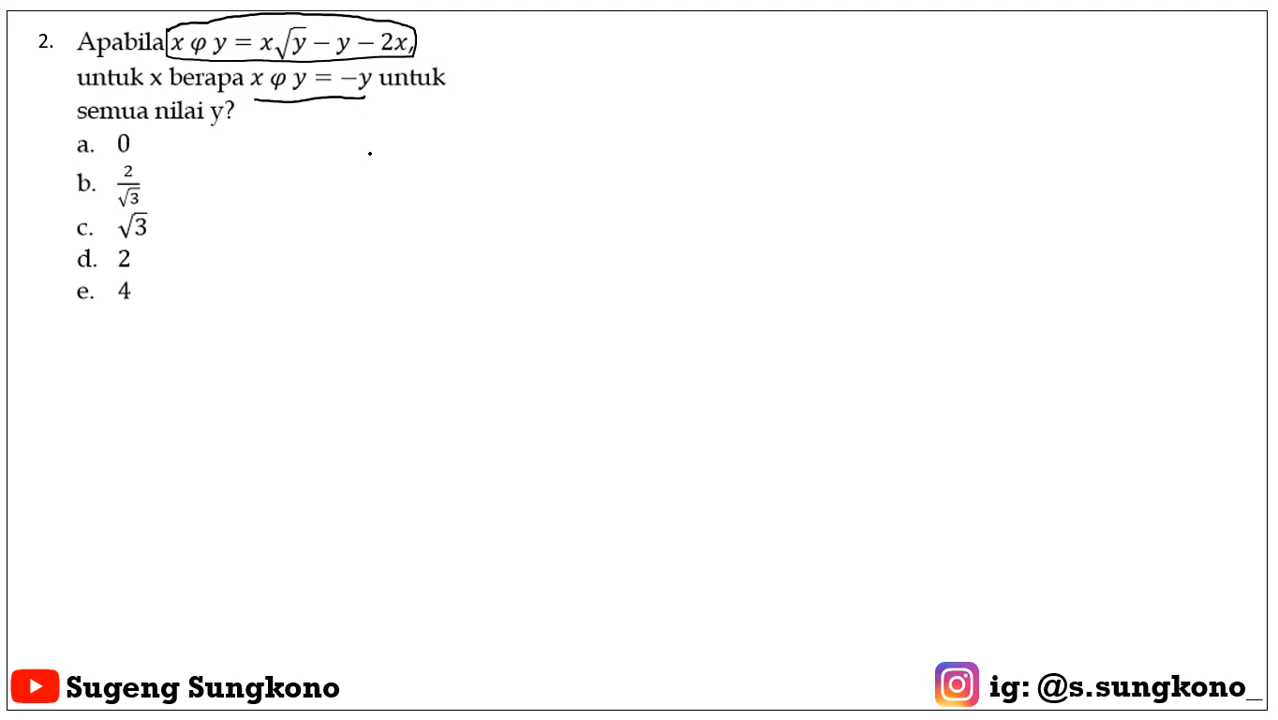 2. Apabila x φ y = x√y − y − 2x,
untuk x berapa x φ y = −y untuk
semua nilai y?
a. 0
b. 2/√3
c. √3
d. 2
e. 4
Sugeng Sungkono
ig: @s.sungkono_